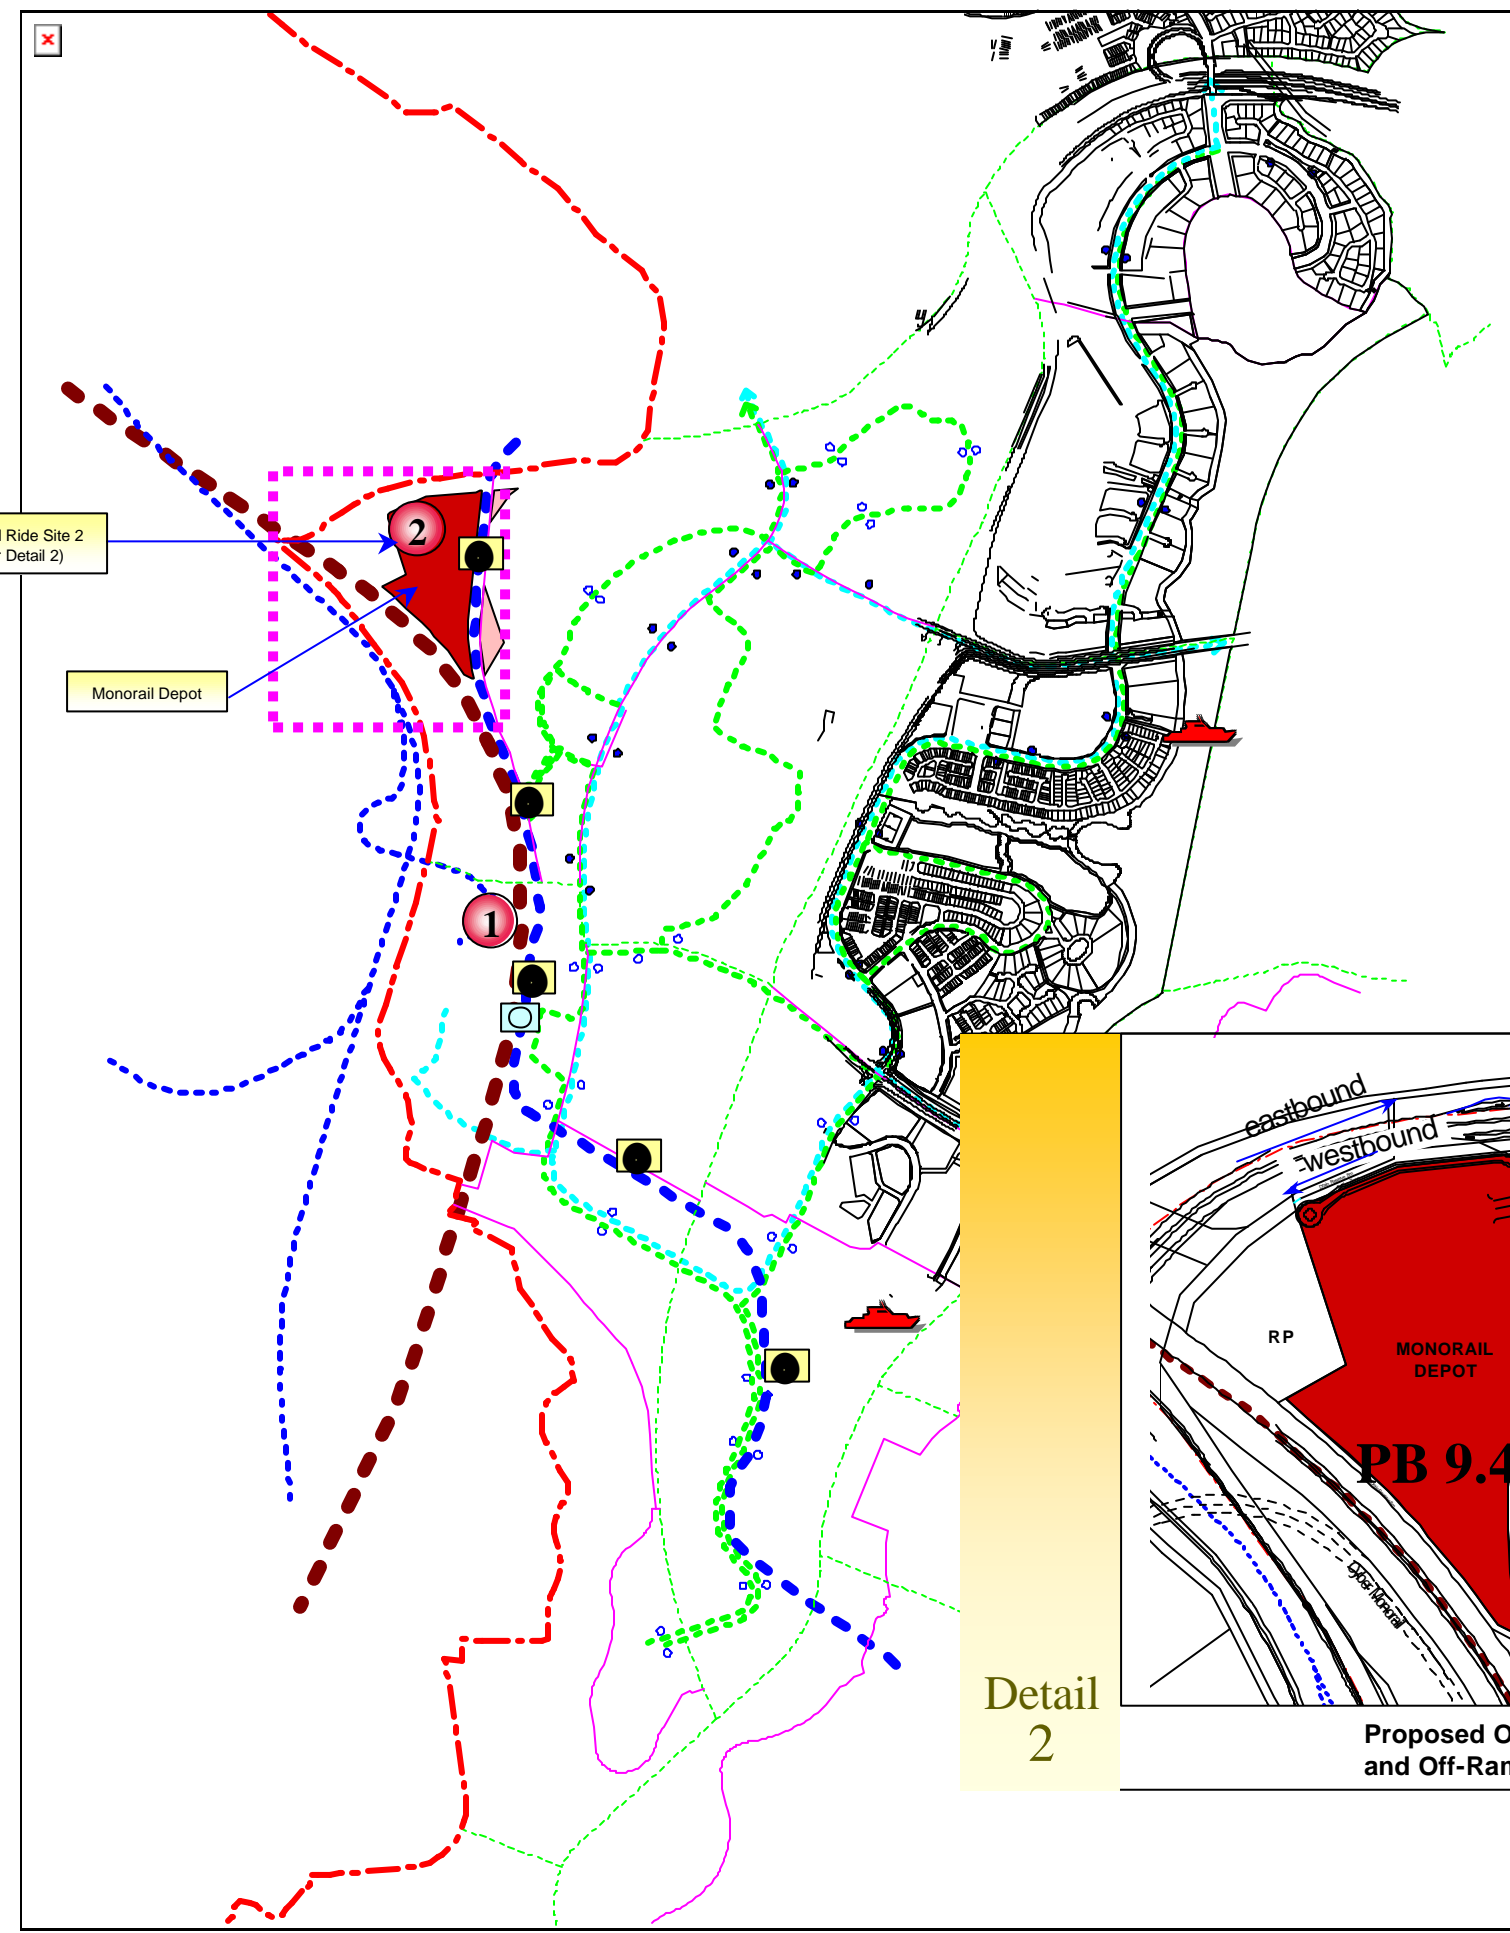 l Ride Site 2
r Detail 2)
2
Monorail Depot
1
eastbound
westbound
RP
MONORAIL
DEPOT
PB 9.4
Detail
2
Proposed O
and Off-Ran